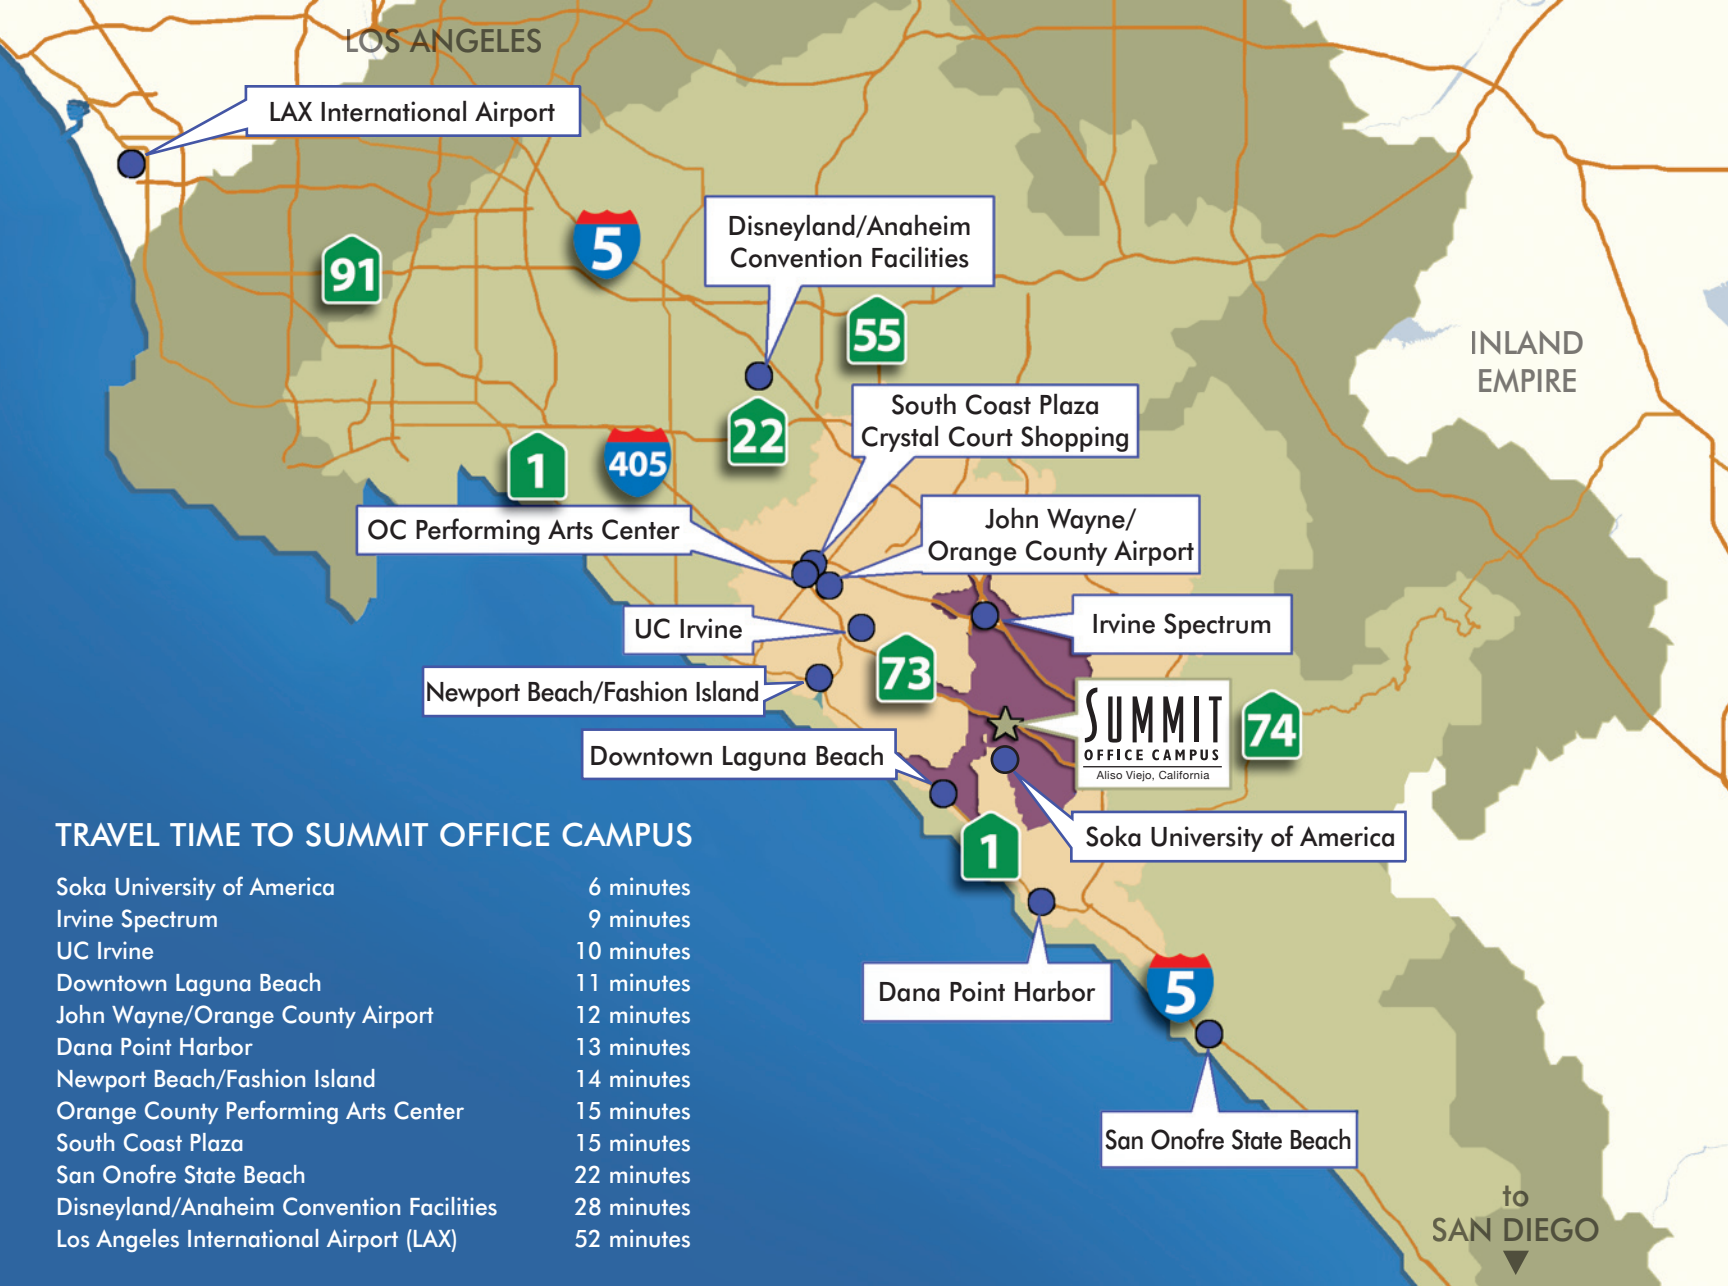 LOS ANGELES
LAX International Airport
Disneyland/Anaheim
Convention Facilities
5
91
55
INLAND
EMPIRE
South Coast Plaza
Crystal Court Shopping
22
1
405
OC Performing Arts Center
John Wayne/
Orange County Airport
UC Irvine
Irvine Spectrum
73
Newport Beach/Fashion Island
SUMMIT
OFFICE CAMPUS
Aliso Viejo, California
74
Downtown Laguna Beach
Soka University of America
1
Dana Point Harbor
5
San Onofre State Beach
to
SAN DIEGO
TRAVEL TIME TO SUMMIT OFFICE CAMPUS
Soka University of America 6 minutes
Irvine Spectrum 9 minutes
UC Irvine 10 minutes
Downtown Laguna Beach 11 minutes
John Wayne/Orange County Airport 12 minutes
Dana Point Harbor 13 minutes
Newport Beach/Fashion Island 14 minutes
Orange County Performing Arts Center 15 minutes
South Coast Plaza 15 minutes
San Onofre State Beach 22 minutes
Disneyland/Anaheim Convention Facilities 28 minutes
Los Angeles International Airport (LAX) 52 minutes